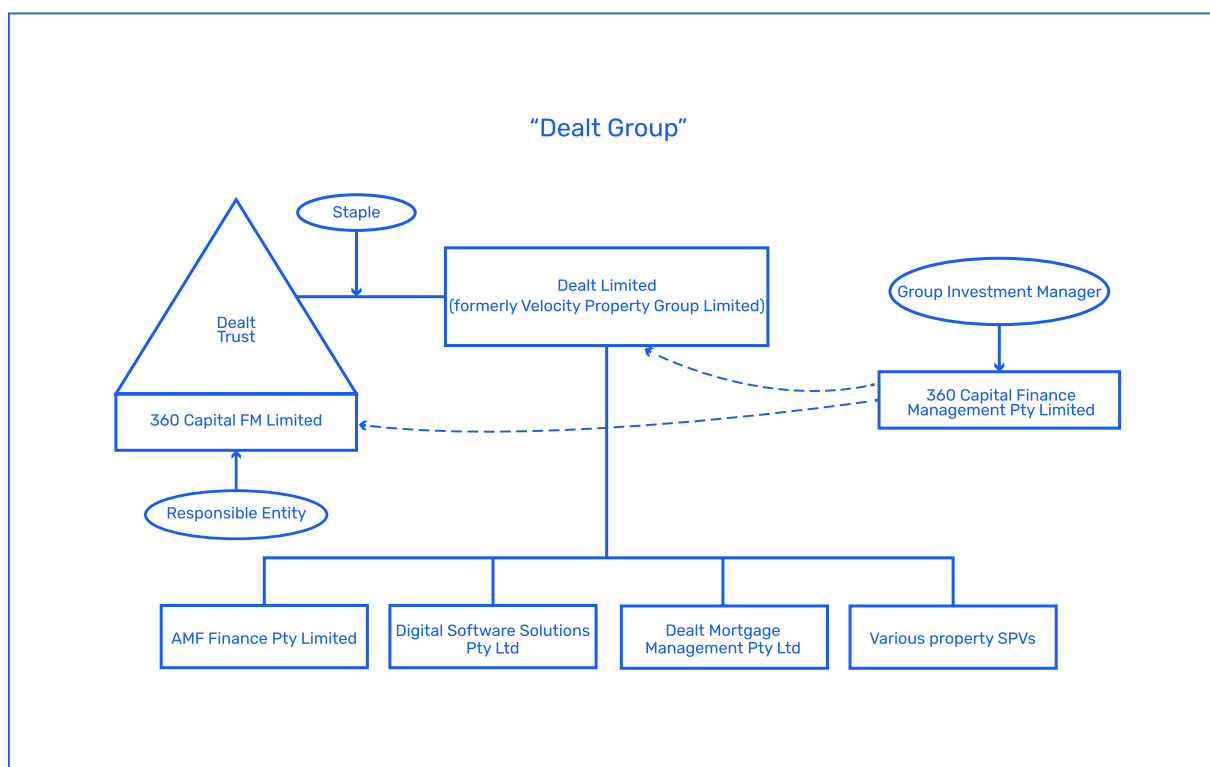 “Dealt Group”
Staple
Dealt Limited
(formerly Velocity Property Group Limited)
Group Investment Manager
Dealt
Trust
360 Capital Finance
Management Pty Limited
360 Capital FM Limited
Responsible Entity
AMF Finance Pty Limited
Digital Software Solutions
Pty Ltd
Dealt Mortgage
Management Pty Ltd
Various property SPVs